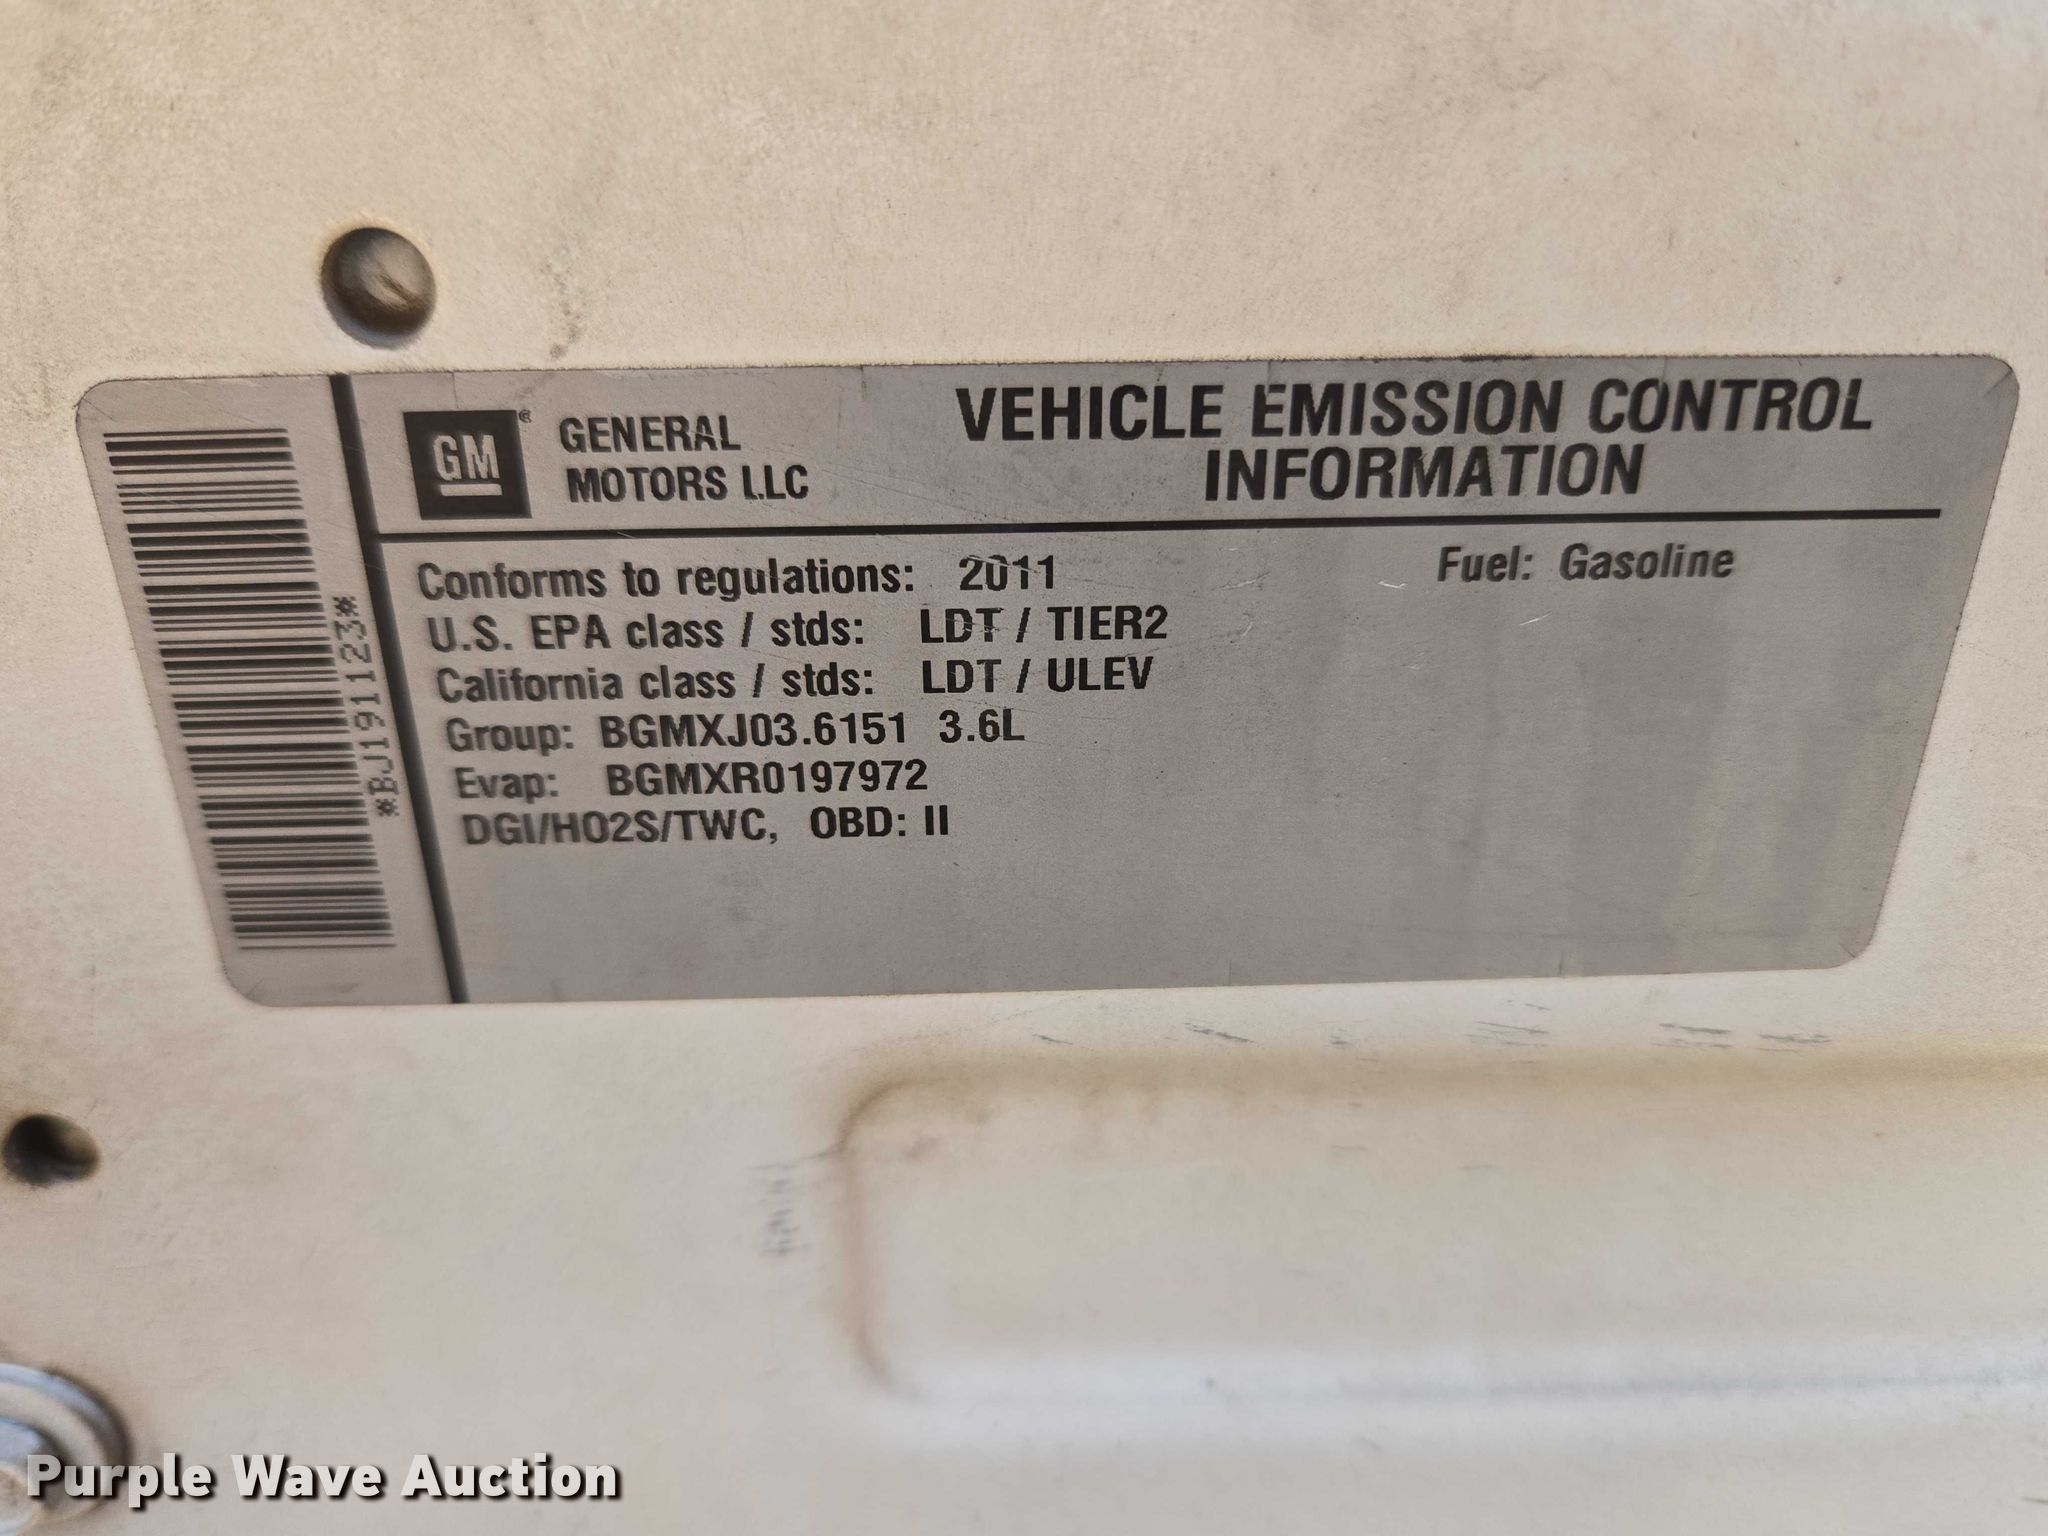 *BJ1911123*
GM®
GENERAL
MOTORS LLC
VEHICLE EMISSION CONTROL
INFORMATION
Conforms to regulations: 2011
Fuel: Gasoline
U.S. EPA class / stds: LDT / TIER2
California class / stds: LDT / ULEV
Group: BGMXJ03.6151 3.6L
Evap: BGMXR0197972
DGI/HO2S/TWC, OBD: II
Purple Wave Auction